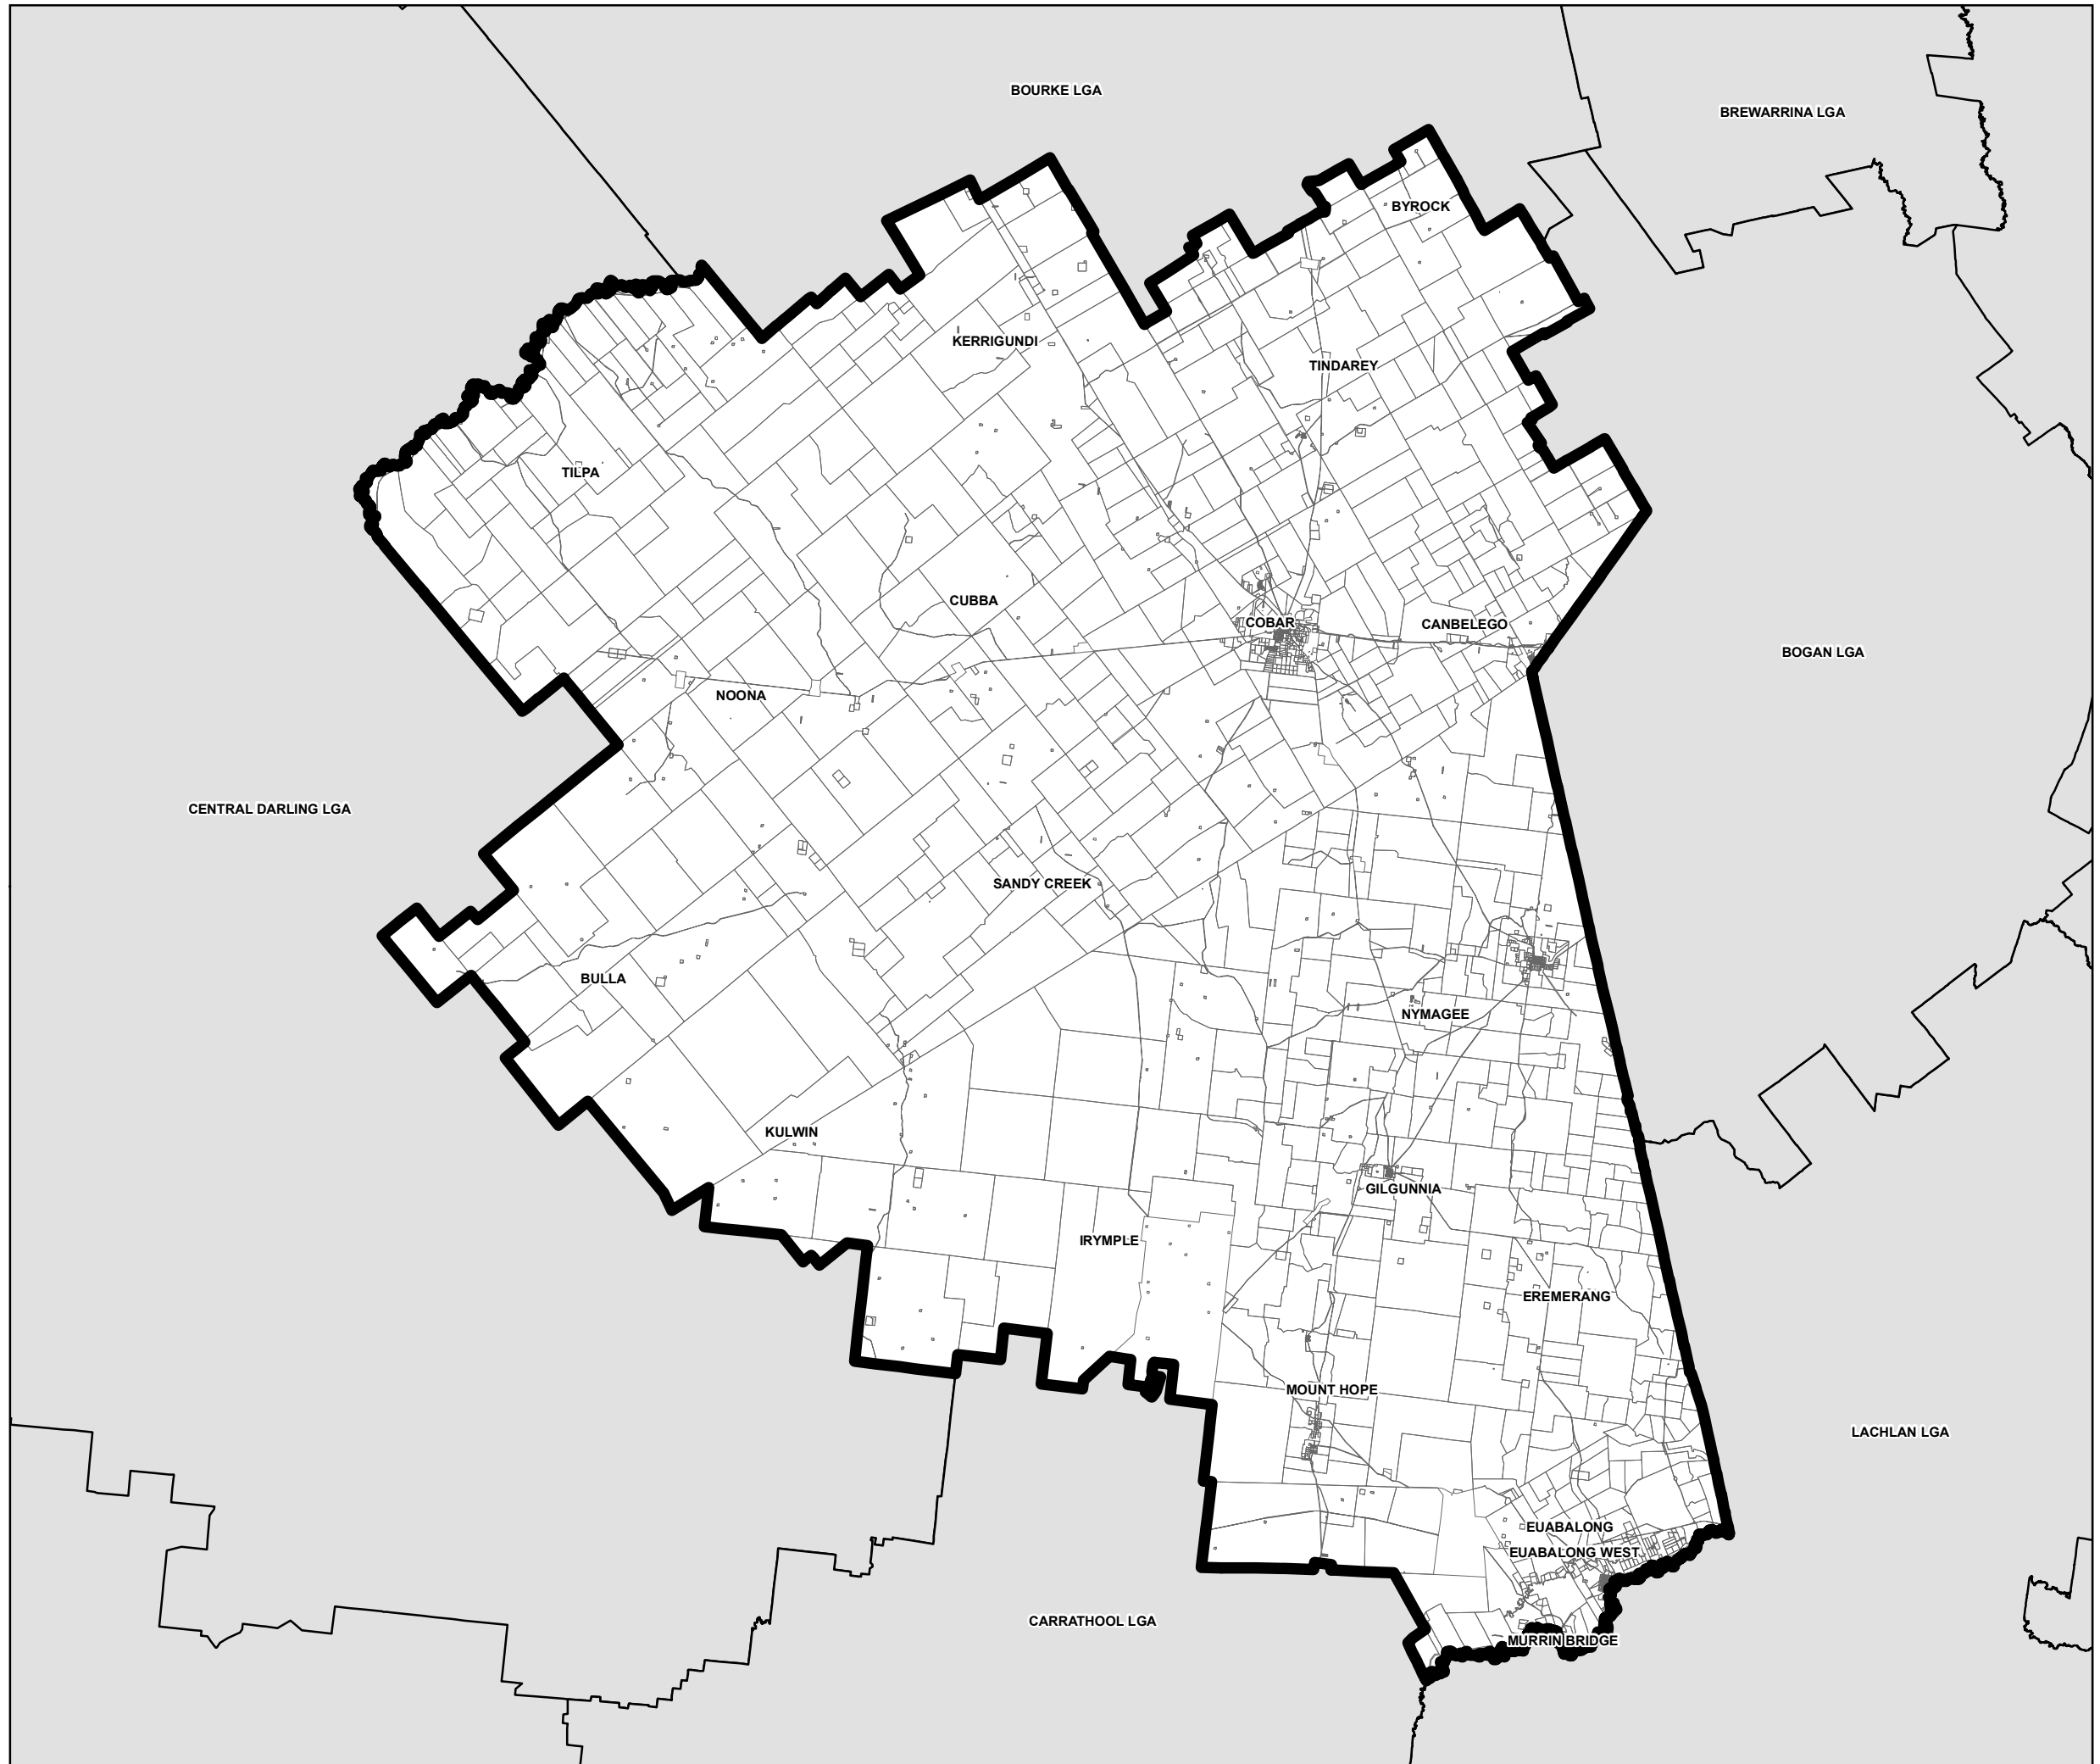 BOURKE LGA
BREWARRINA LGA
BYROCK
KERRIGUNDI
TINDAREY
TILPA
CUBBA
COBAR
CANBELEGO
BOGAN LGA
NOONA
CENTRAL DARLING LGA
SANDY CREEK
BULLA
NYMAGEE
KULWIN
GILGUNNIA
IRYMPLE
EREMERANG
MOUNT HOPE
LACHLAN LGA
EUABALONG
EUABALONG WEST
CARRATHOOL LGA
MURRIN BRIDGE